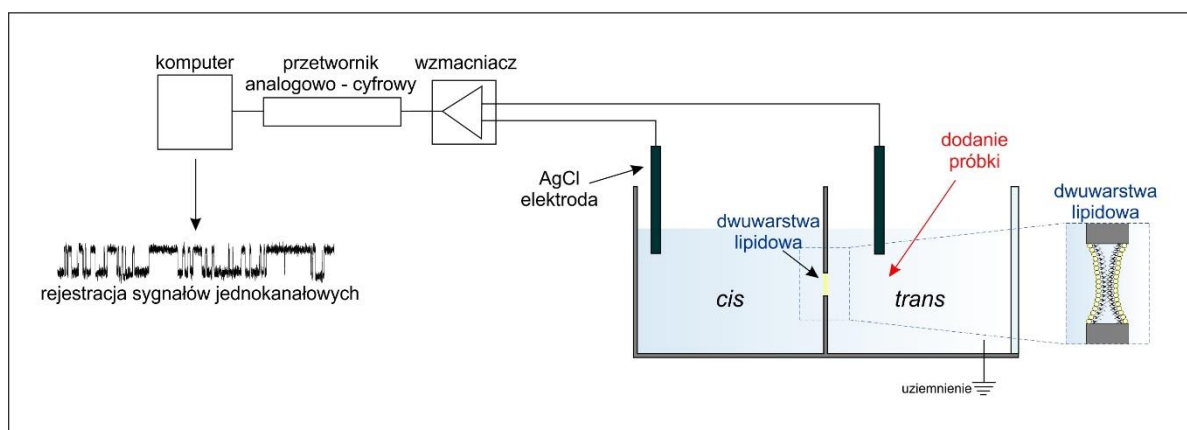 komputer
przetwornik
analogowo - cyfrowy
wzmacniacz
AgCl
elektroda
dodanie
próbki
dwuwarstwa
lipidowa
dwuwarstwa
lipidowa
cis
trans
rejestracja sygnałów jednokanałowych
uziemnienie